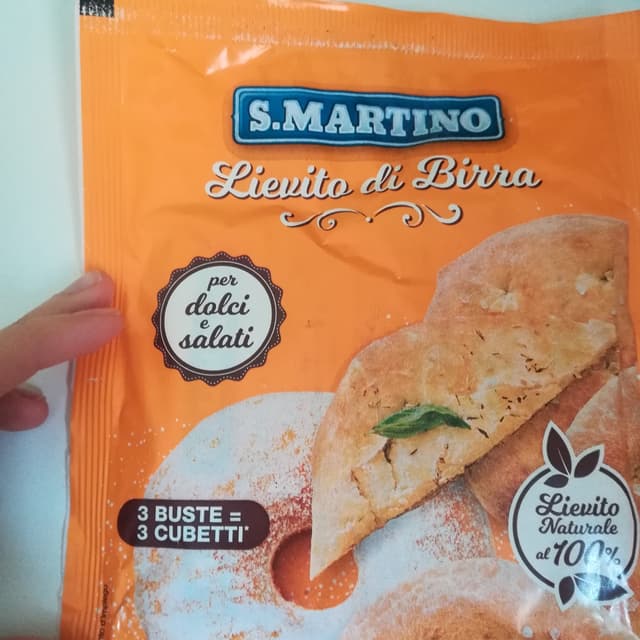 S.MARTINO
Lievito di Birra
per
dolci
e
salati
3 BUSTE =
3 CUBETTI*
Lievito
Naturale
al 100%